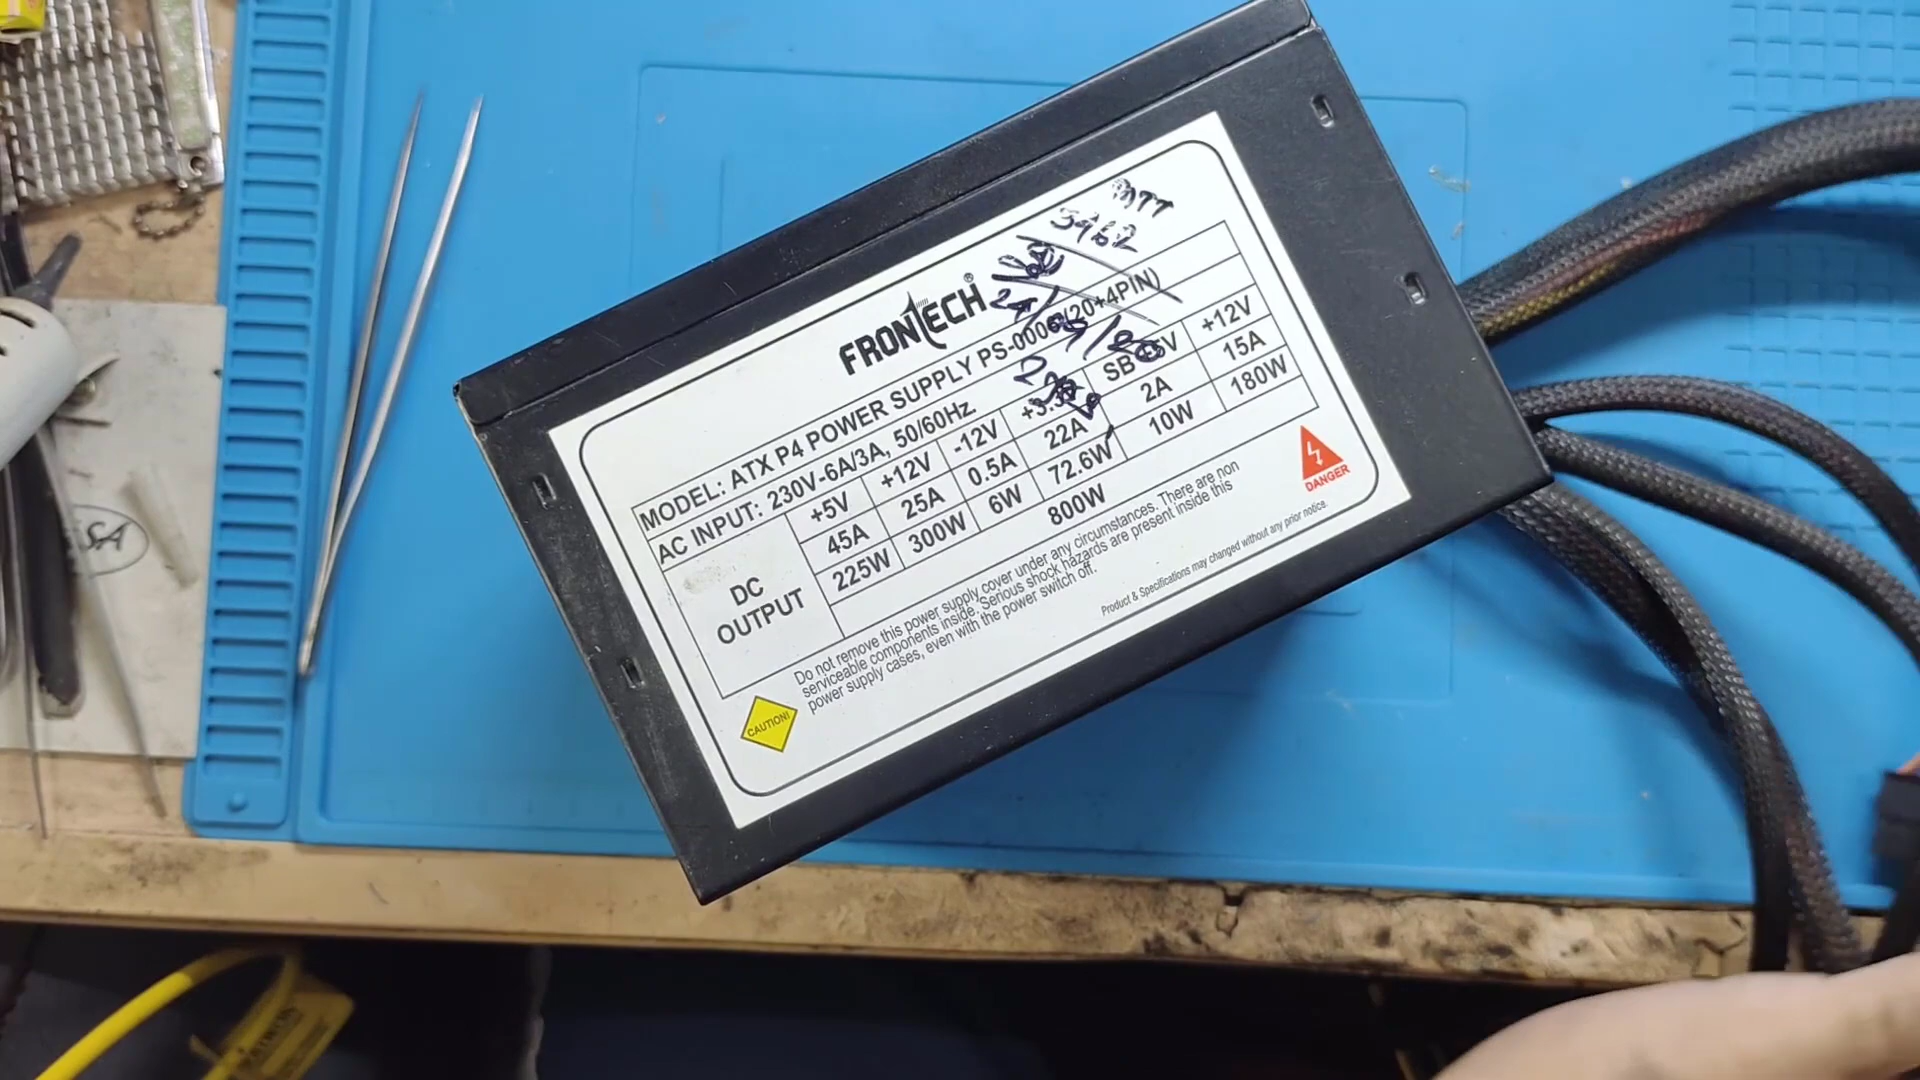 FRONTECH®
MODEL: ATX P4 POWER SUPPLY PS-000 (20+4PIN)
AC INPUT: 230V-6A/3A, 50/60Hz.
DC OUTPUT
+5V +12V -12V +3.3 SB +5V +12V
45A 25A 0.5A 22A 2A 15A
225W 300W 6W 72.6W 10W 180W
800W
Do not remove this power supply cover under any circumstances. There are non
serviceable components inside. Serious shock hazards are present inside this
power supply cases, even with the power switch off.
Product & Specifications may changed without any prior notice.
CAUTION!
DANGER